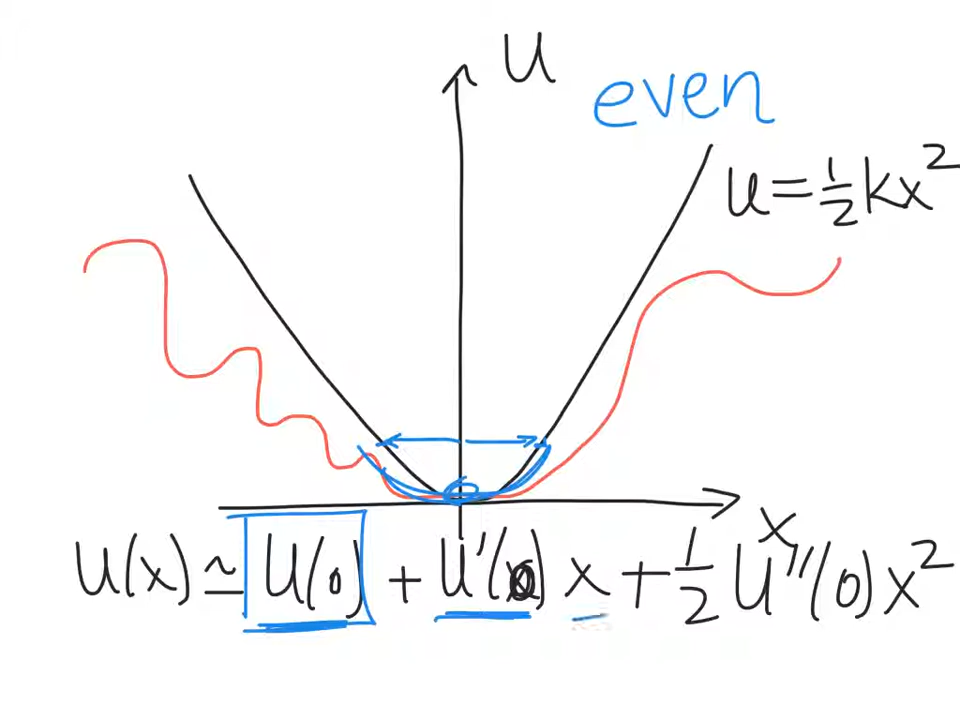 U
even
U=½kx²
x
U(x)≃U(0)+U'(0)x+½U''(0)x²